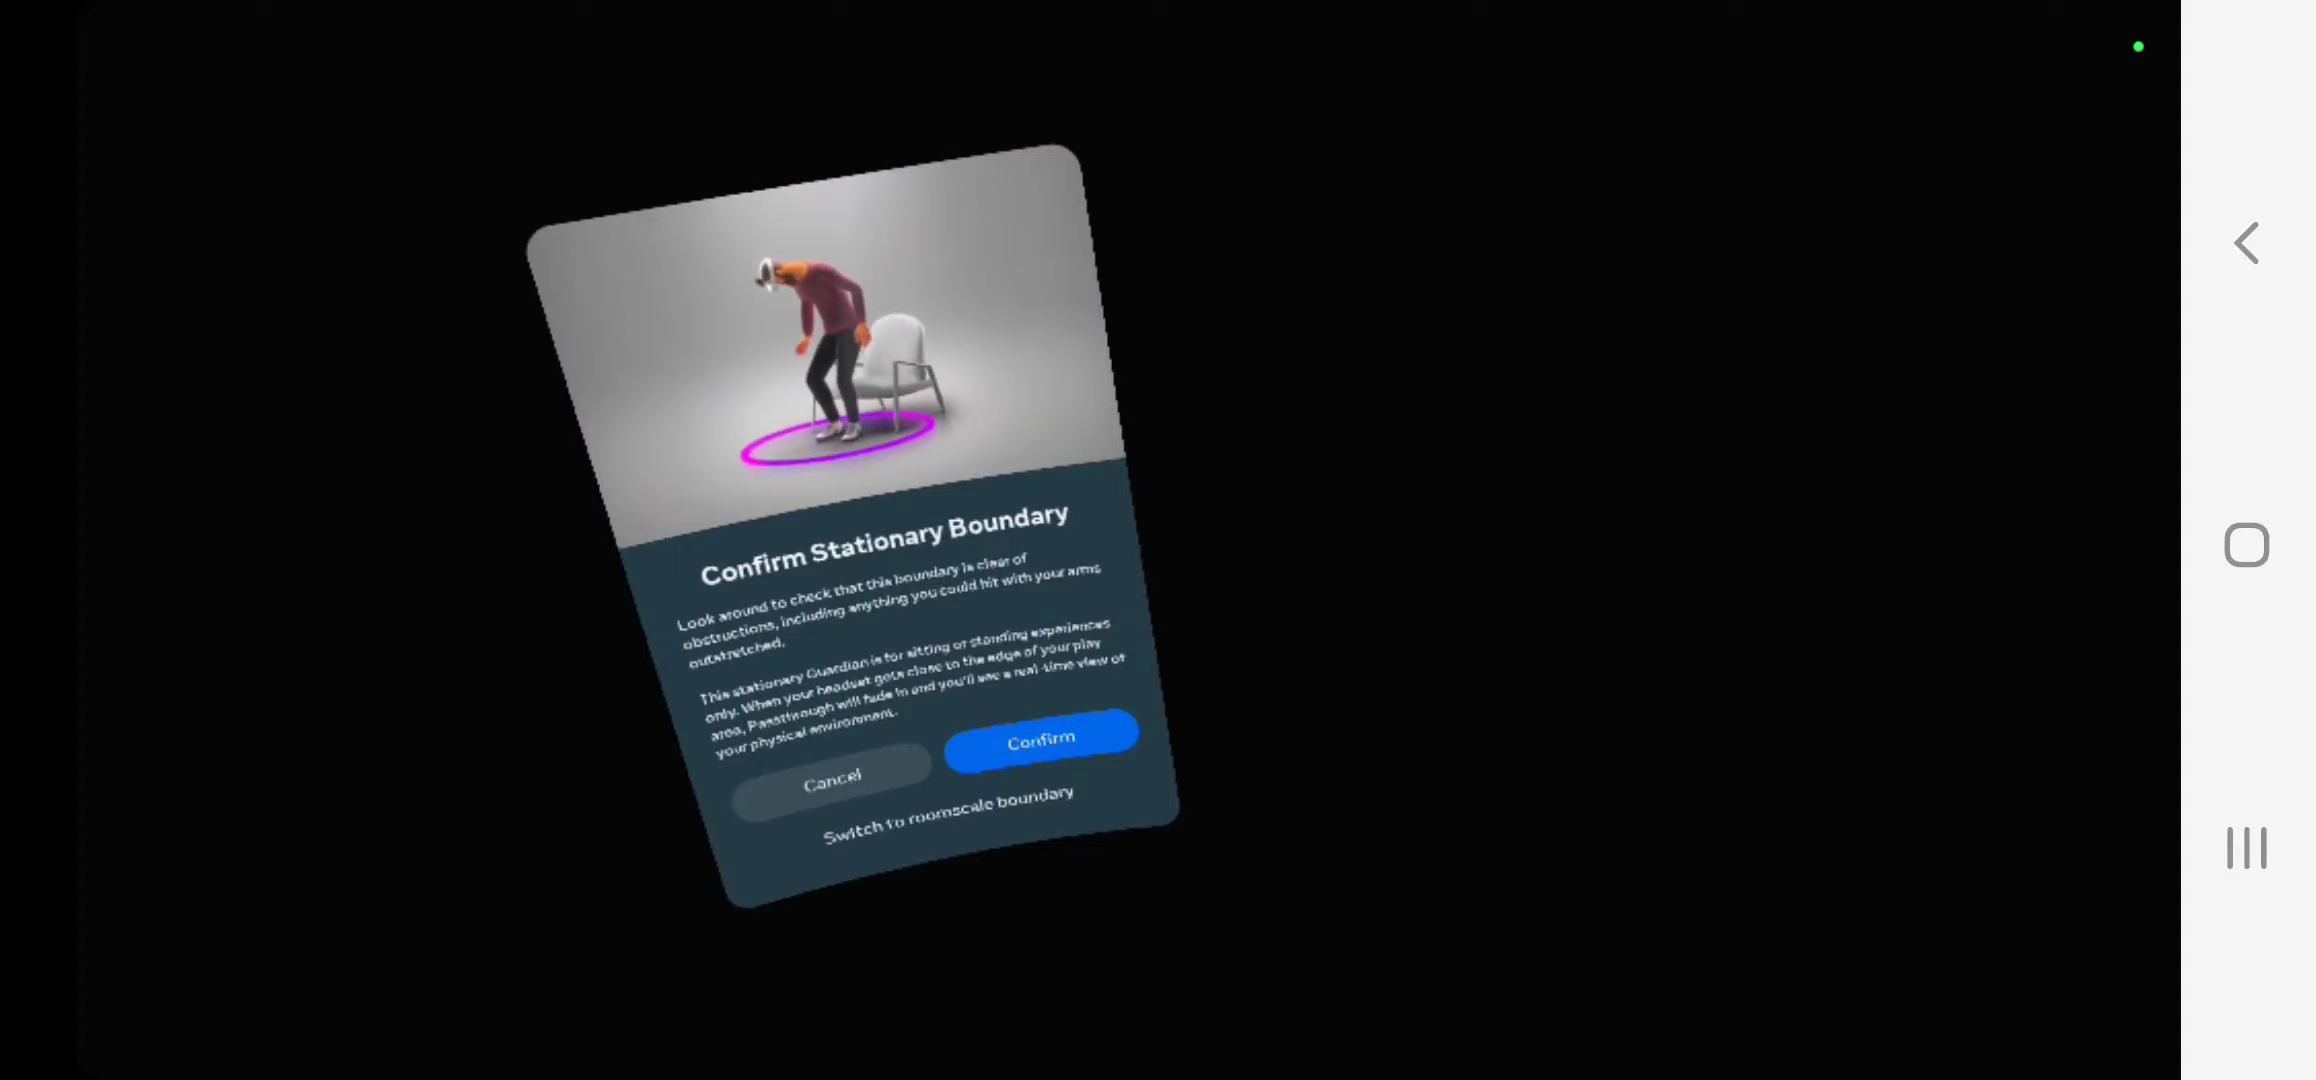 Confirm Stationary Boundary
Look around to check that this boundary is clear of
obstructions, including anything you could hit with your arms
outstretched.
This stationary Guardian is for sitting or standing experiences
only. When your headset gets close to the edge of your play
area, Passthrough will fade in and you'll see a real-time view of
your physical environment.
Cancel
Confirm
Switch to roomscale boundary